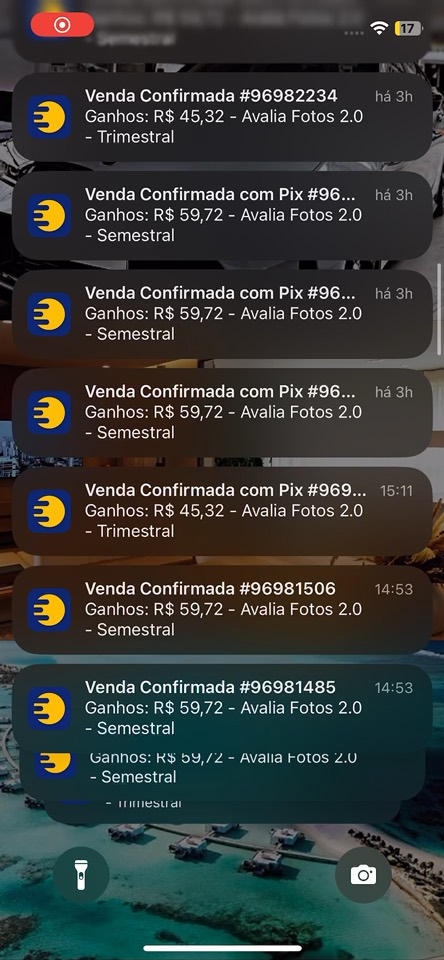 - Semestral
17
Venda Confirmada #96982234 há 3h
Ganhos: R$ 45,32 - Avalia Fotos 2.0
- Trimestral
Venda Confirmada com Pix #96... há 3h
Ganhos: R$ 59,72 - Avalia Fotos 2.0
- Semestral
Venda Confirmada com Pix #96... há 3h
Ganhos: R$ 59,72 - Avalia Fotos 2.0
- Semestral
Venda Confirmada com Pix #96... há 3h
Ganhos: R$ 59,72 - Avalia Fotos 2.0
- Semestral
Venda Confirmada com Pix #969... 15:11
Ganhos: R$ 45,32 - Avalia Fotos 2.0
- Trimestral
Venda Confirmada #96981506 14:53
Ganhos: R$ 59,72 - Avalia Fotos 2.0
- Semestral
Venda Confirmada #96981485 14:53
Ganhos: R$ 59,72 - Avalia Fotos 2.0
- Semestral
Ganhos: R$ 59,72 - Avalia Fotos 2.0
- Semestral
- Trimestral